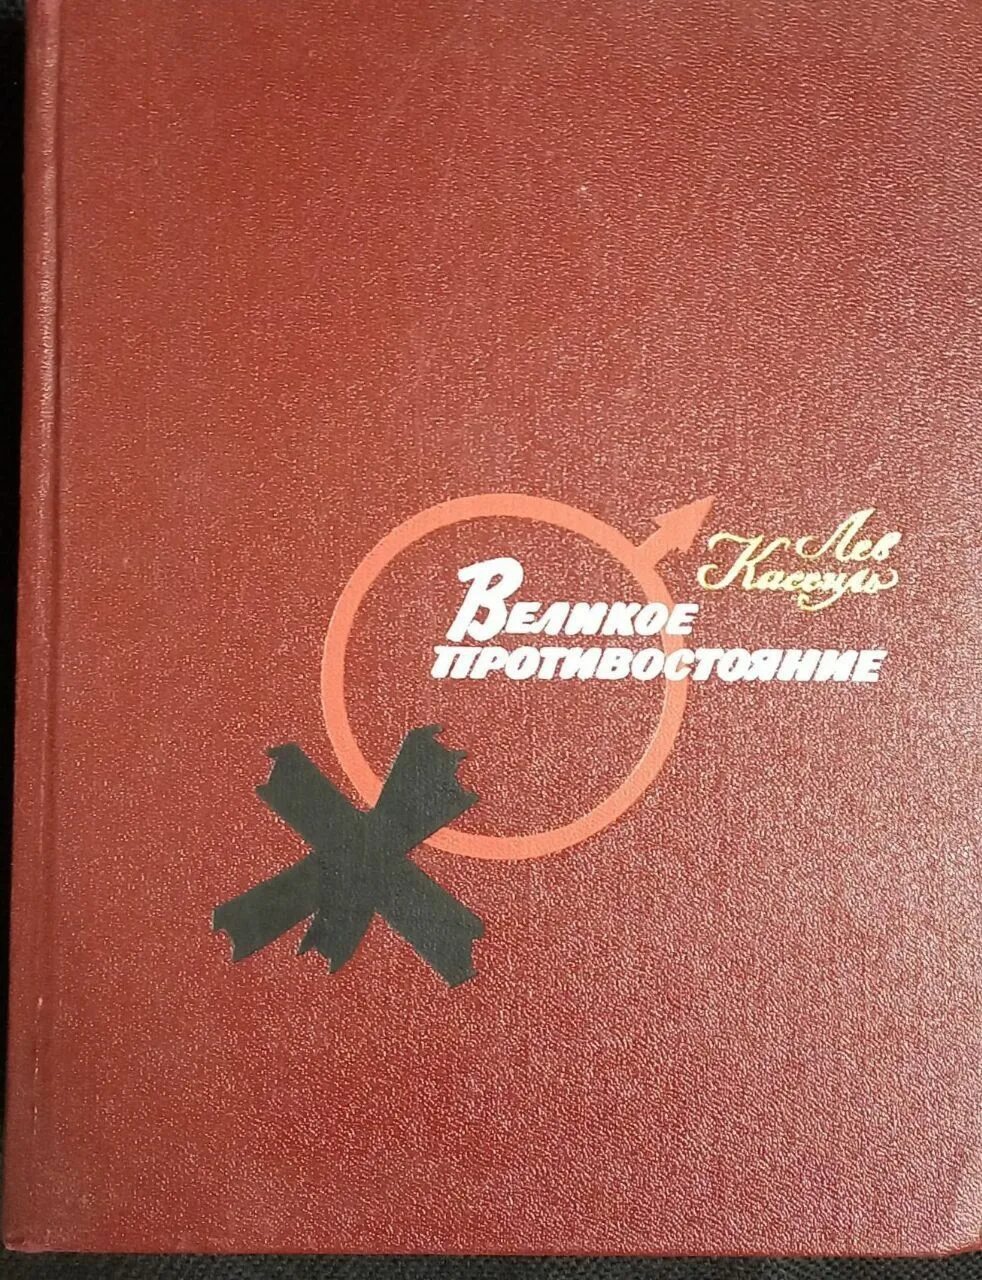 Лев
Кассиль
Великое
противостояние